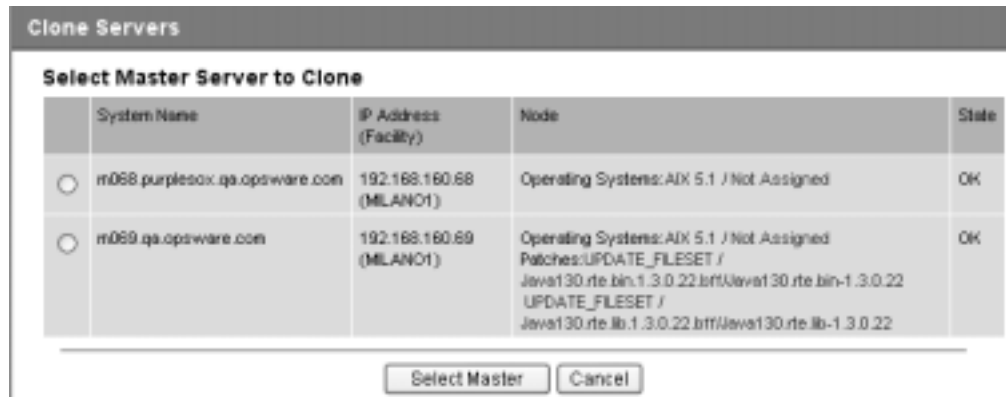 Clone Servers
Select Master Server to Clone
System Name
IP Address
(Facility)
Node
State
m068.purplesox.qa.opsware.com
192.168.160.68
(MILANO1)
Operating Systems:AIX 5.1 / Not Assigned
OK
m069.qa.opsware.com
192.168.160.69
(MILANO1)
Operating Systems:AIX 5.1 / Not Assigned
Patches:UPDATE_FILESET /
Java130.rte.bin.1.3.0.22.bff/Java130.rte.bin-1.3.0.22
UPDATE_FILESET /
Java130.rte.lib.1.3.0.22.bff/Java130.rte.lib-1.3.0.22
OK
Select Master
Cancel